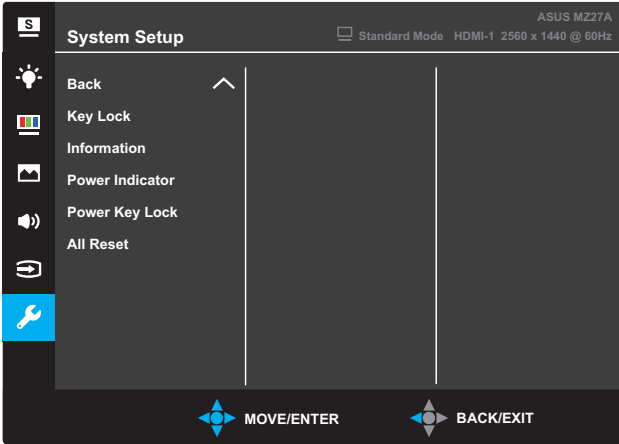 S
ASUS MZ27A
System Setup
Standard Mode HDMI-1 2560 x 1440 @ 60Hz
Back
Key Lock
Information
Power Indicator
Power Key Lock
All Reset
MOVE/ENTER BACK/EXIT